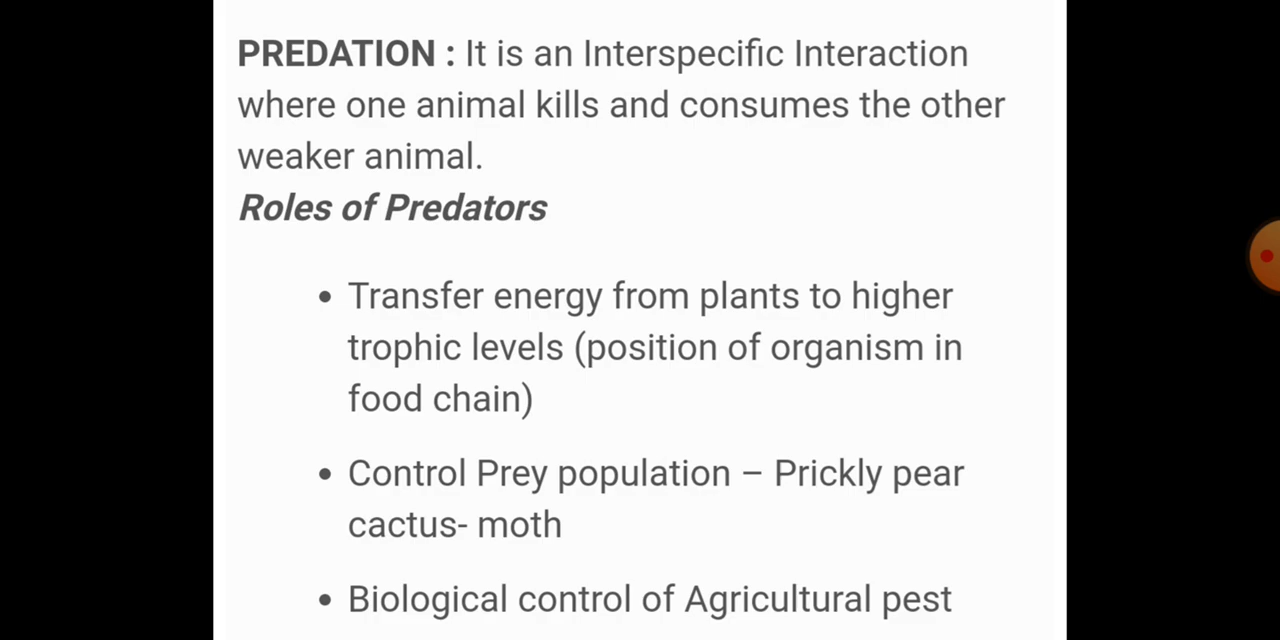 PREDATION : It is an Interspecific Interaction
where one animal kills and consumes the other
weaker animal.
Roles of Predators
• Transfer energy from plants to higher
trophic levels (position of organism in
food chain)
• Control Prey population – Prickly pear
cactus- moth
• Biological control of Agricultural pest